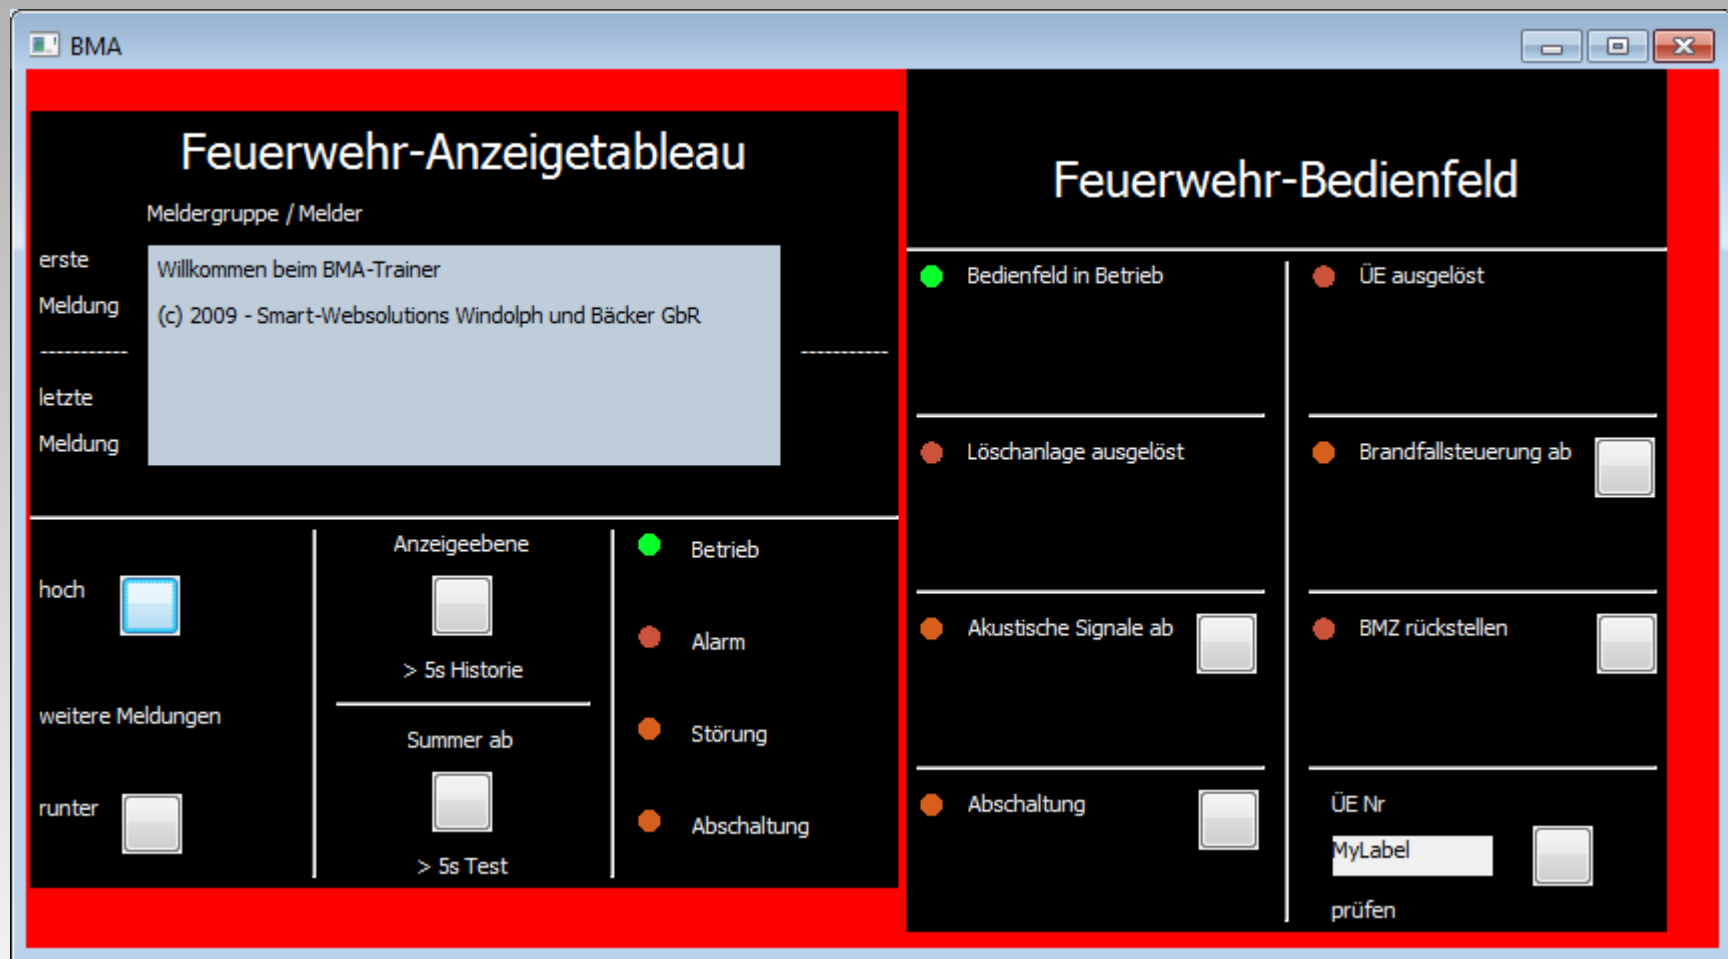 BMA
Feuerwehr-Anzeigetableau
Meldergruppe / Melder
erste
Meldung
-----------
letzte
Meldung
Willkommen beim BMA-Trainer
(c) 2009 - Smart-Websolutions Windolph und Bäcker GbR
-----------
hoch
weitere Meldungen
runter
Anzeigeebene
> 5s Historie
Summer ab
> 5s Test
Betrieb
Alarm
Störung
Abschaltung
Feuerwehr-Bedienfeld
Bedienfeld in Betrieb
Löschanlage ausgelöst
Akustische Signale ab
Abschaltung
ÜE ausgelöst
Brandfallsteuerung ab
BMZ rückstellen
ÜE Nr
MyLabel
prüfen